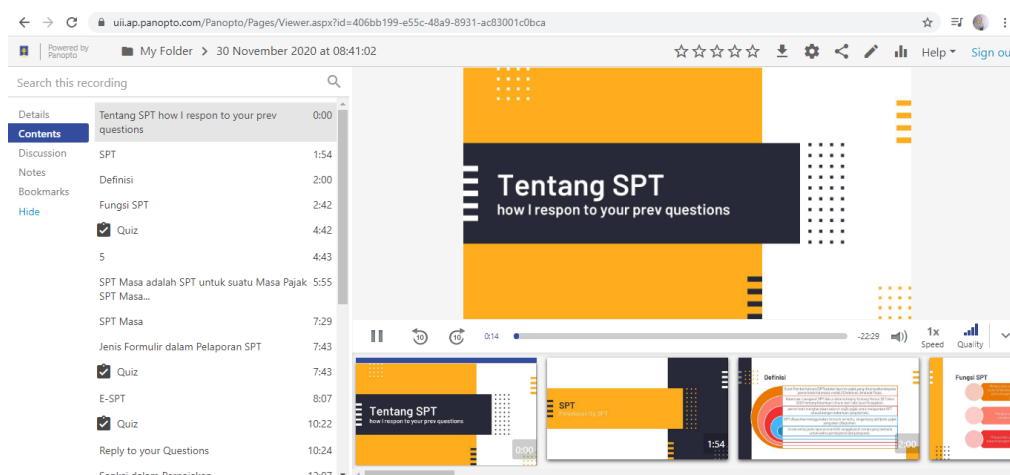 uii.ap.panopto.com/Panopto/Pages/Viewer.aspx?id=406bb199-e55c-48a9-8931-ac83001c0bca
Powered by
Panopto
My Folder > 30 November 2020 at 08:41:02
Help
Sign ou
Search this recording
Details
Contents
Discussion
Notes
Bookmarks
Hide
Tentang SPT how I respon to your prev 0:00
questions
SPT 1:54
Definisi 2:00
Fungsi SPT 2:42
Quiz 4:42
5 4:43
SPT Masa adalah SPT untuk suatu Masa Pajak 5:55
SPT Masa...
SPT Masa 7:29
Jenis Formulir dalam Pelaporan SPT 7:43
Quiz 7:43
E-SPT 8:07
Quiz 10:22
Reply to your Questions 10:24
Tentang SPT
how I respon to your prev questions
10
10
0:14
-22:29
1x
Speed
Quality
Tentang SPT
how I respon to your prev questions
0:00
SPT
1:54
Definisi
2:00
Fungsi SPT